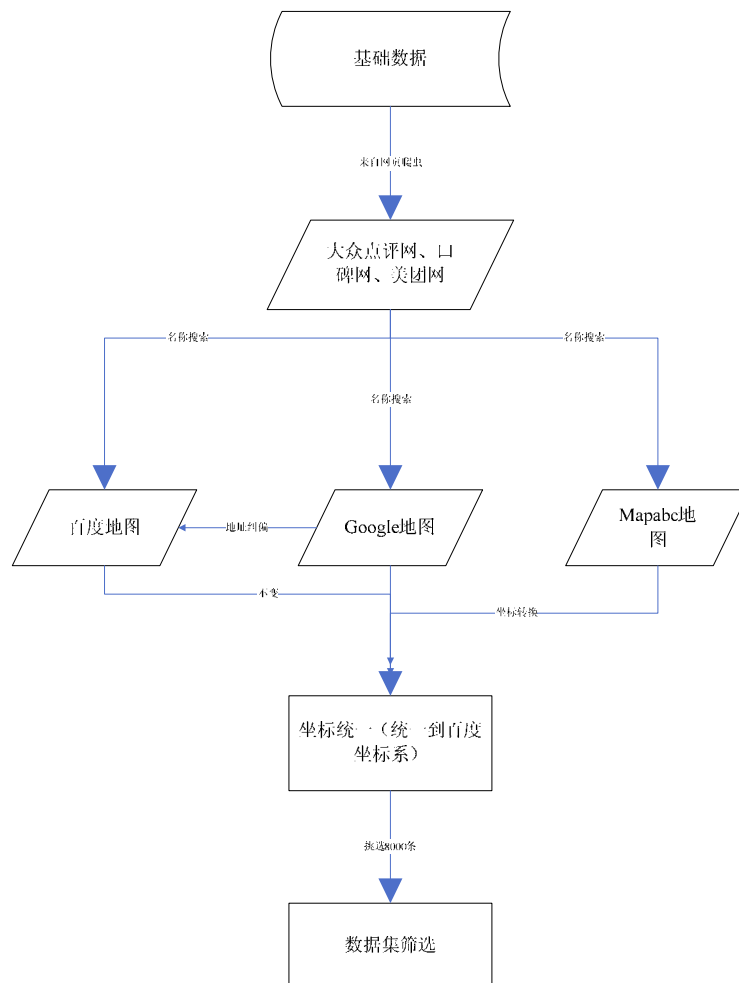 基础数据
来自网页爬虫
大众点评网、口
碑网、美团网
名称搜索
名称搜索
名称搜索
百度地图
地址纠偏
Google地图
Mapabc地
图
不变
坐标转换
坐标统一（统一到百度
坐标系）
挑选8000条
数据集筛选